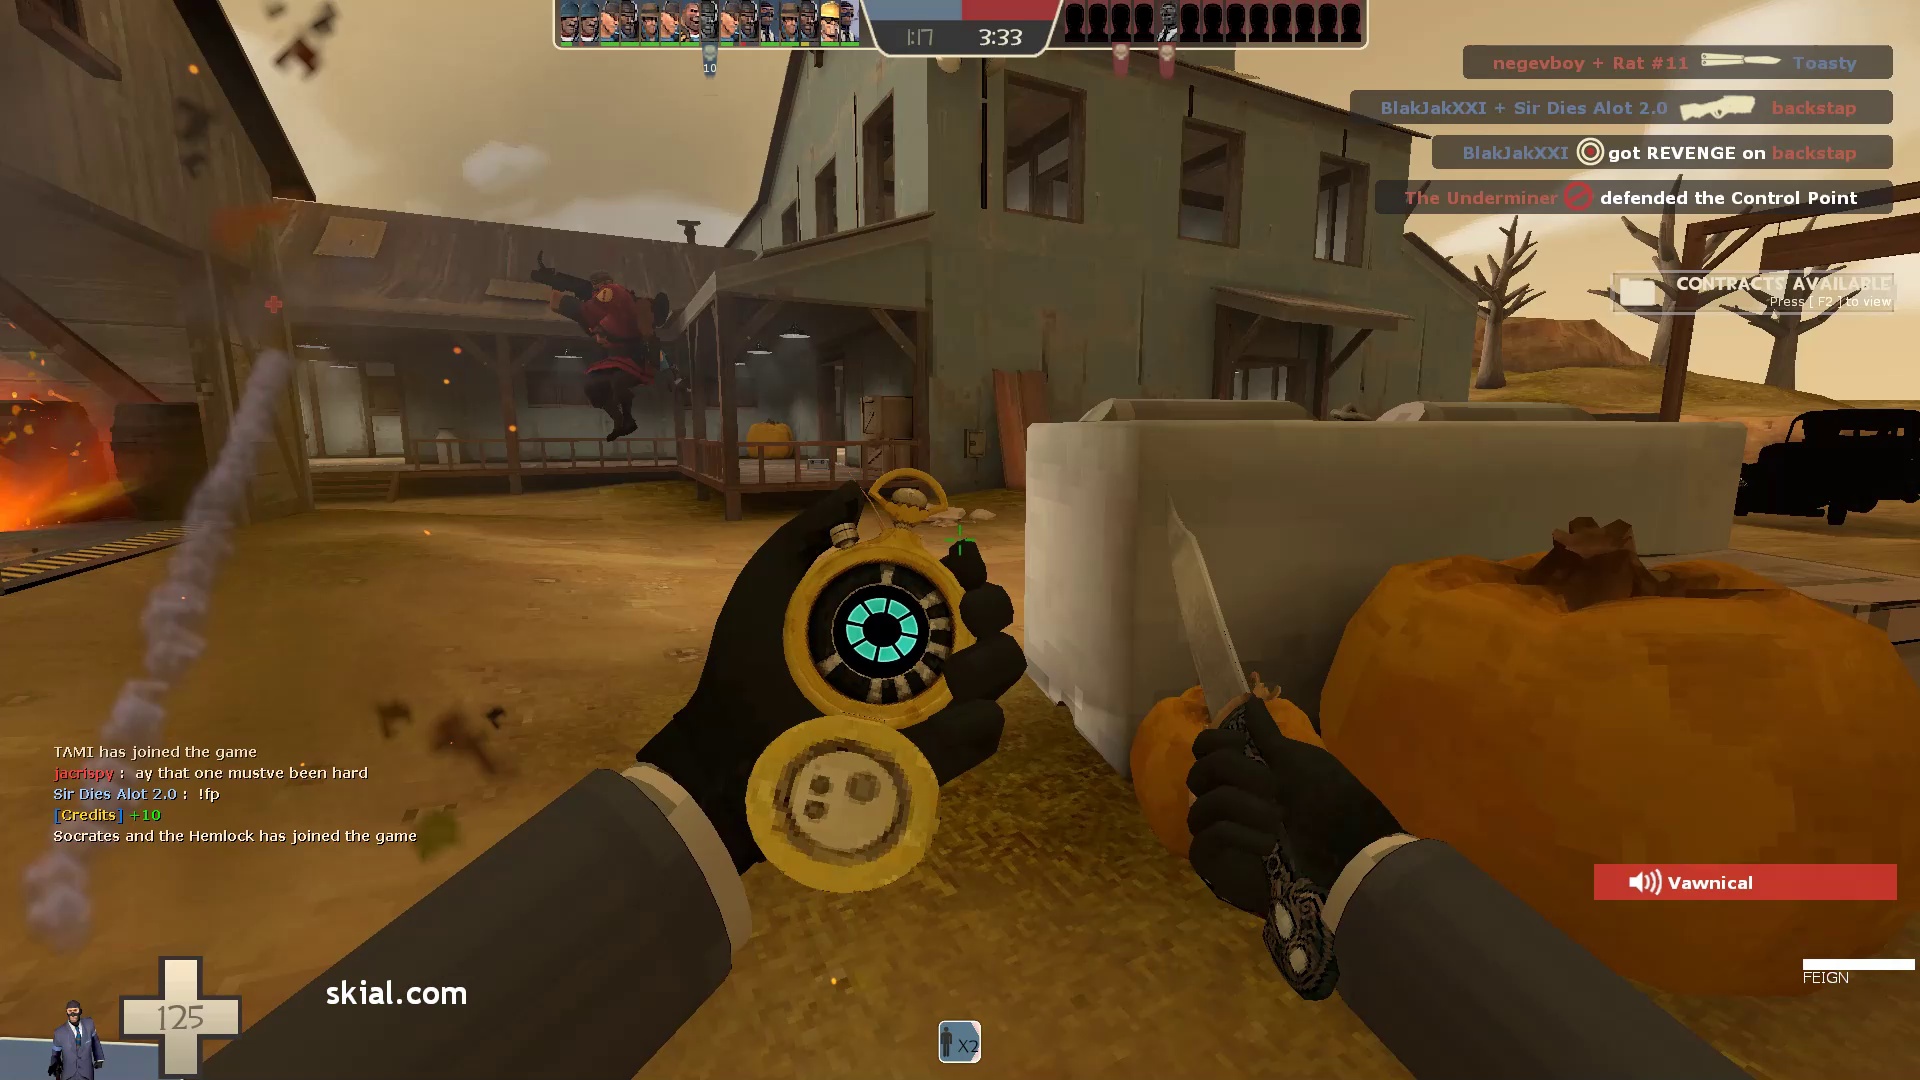 1:17 3:33
10
negevboy + Rat #11 Toasty
BlakJakXXI + Sir Dies Alot 2.0 backstap
BlakJakXXI got REVENGE on backstap
The Underminer defended the Control Point
CONTRACTS AVAILABLE
Press [ F2 ] to view
TAMI has joined the game
jacrispy : ay that one mustve been hard
Sir Dies Alot 2.0 : !fp
[Credits] +10
Socrates and the Hemlock has joined the game
Vawnical
FEIGN
skial.com
125
X2